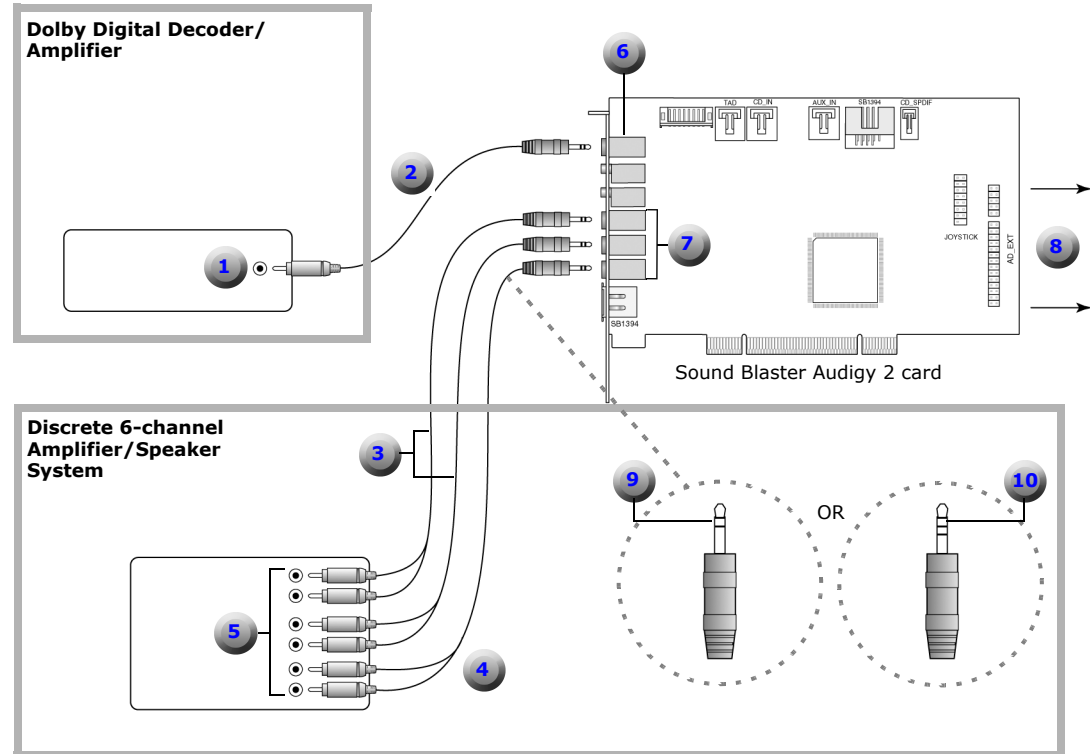 Dolby Digital Decoder/
Amplifier
6
TAD
CD_IN
AUX_IN
SB1394
CD_SPDIF
2
JOYSTICK
AD_EXT
7
8
1
SB1394
Sound Blaster Audigy 2 card
Discrete 6-channel
Amplifier/Speaker
System
3
9
OR
10
5
4